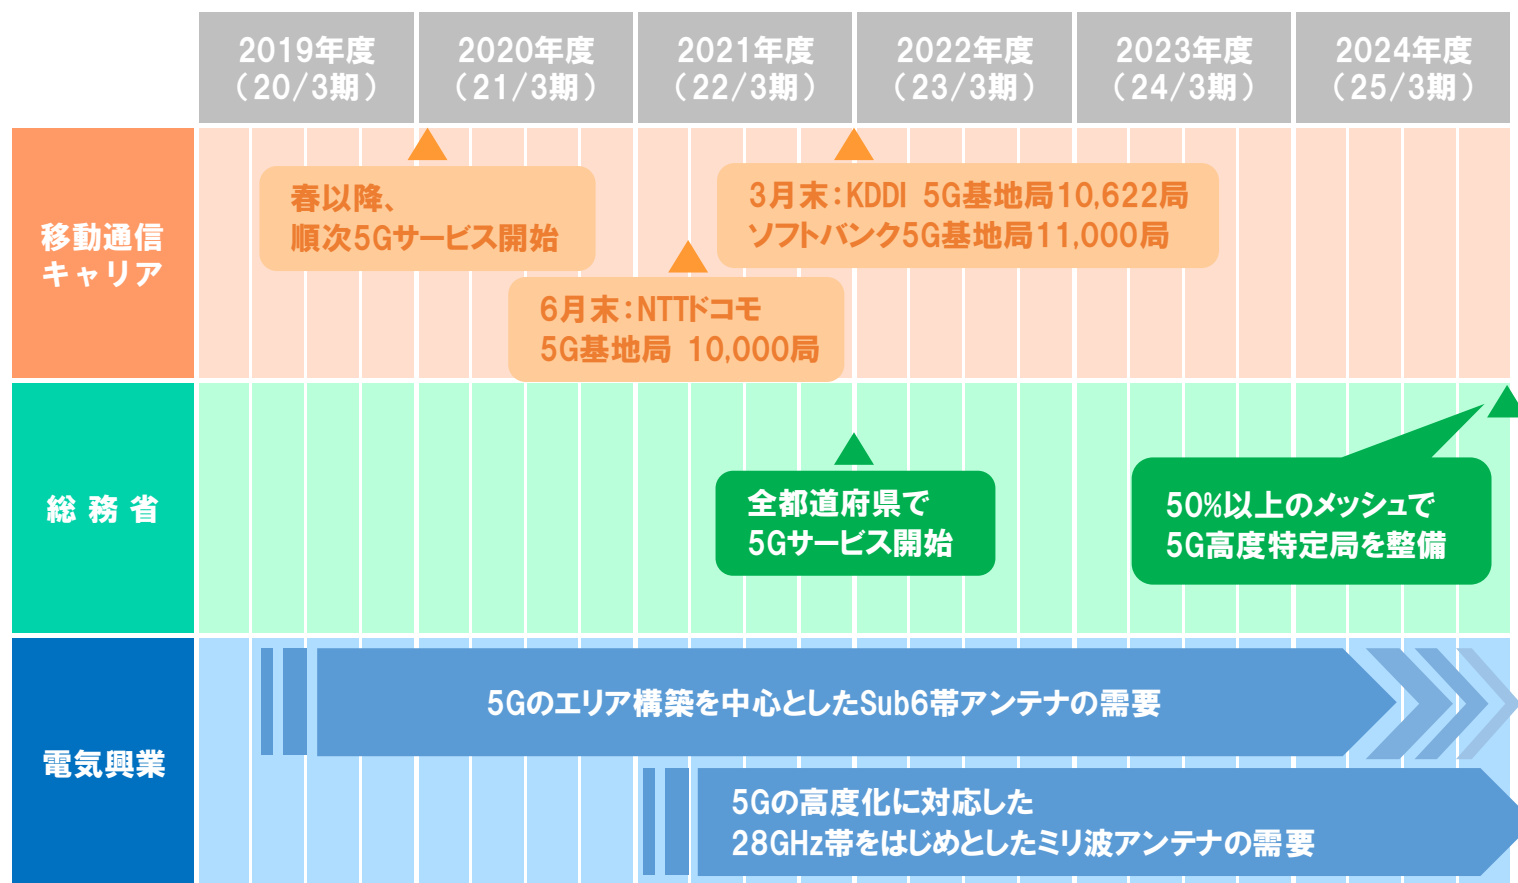 2019年度
（20/3期）
2020年度
（21/3期）
2021年度
（22/3期）
2022年度
（23/3期）
2023年度
（24/3期）
2024年度
（25/3期）
移動通信
キャリア
春以降、
順次5Gサービス開始
3月末：KDDI 5G基地局10,622局
ソフトバンク5G基地局11,000局
6月末：NTTドコモ
5G基地局 10,000局
総務省
全都道府県で
5Gサービス開始
50%以上のメッシュで
5G高度特定局を整備
電気興業
5Gのエリア構築を中心としたSub6帯アンテナの需要
5Gの高度化に対応した
28GHz帯をはじめとしたミリ波アンテナの需要